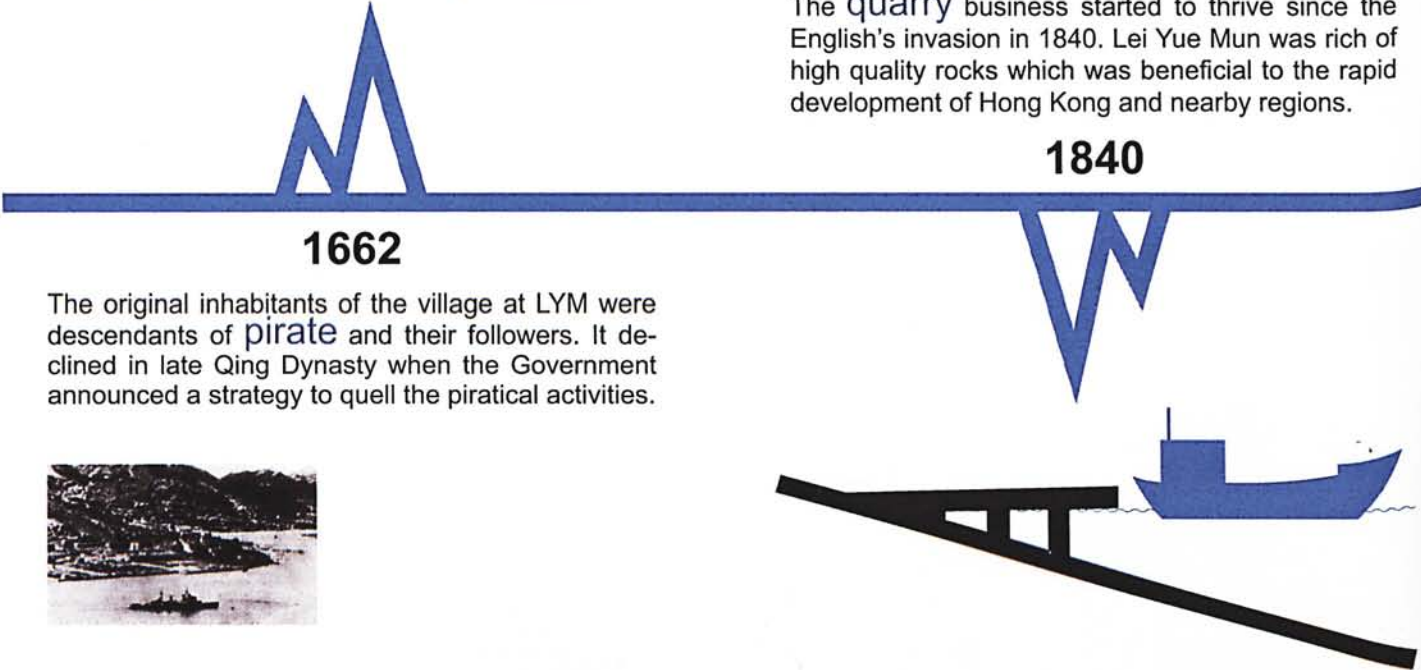 The quarry business started to thrive since the
English's invasion in 1840. Lei Yue Mun was rich of
high quality rocks which was beneficial to the rapid
development of Hong Kong and nearby regions.
1840
1662
The original inhabitants of the village at LYM were
descendants of pirate and their followers. It de-
clined in late Qing Dynasty when the Government
announced a strategy to quell the piratical activities.